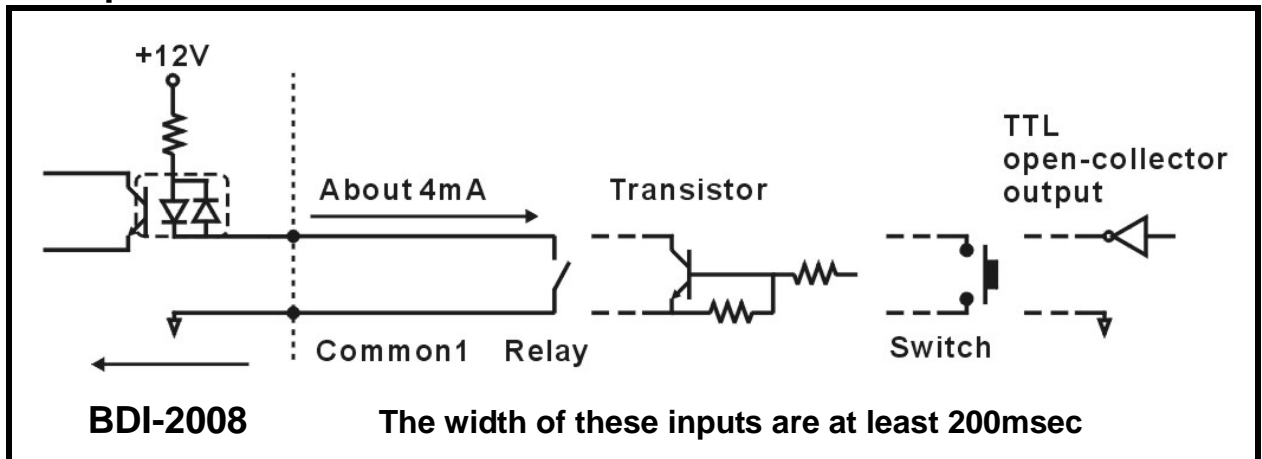 +12V
TTL
open-collector
output
About 4mA
Transistor
Common1
Relay
Switch
BDI-2008
The width of these inputs are at least 200msec